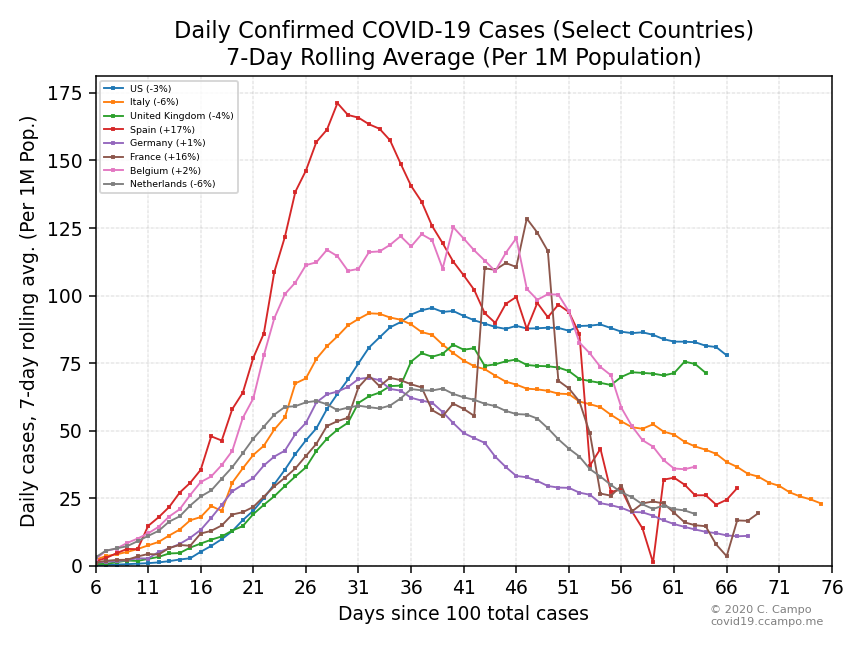 Daily Confirmed COVID-19 Cases (Select Countries)
7-Day Rolling Average (Per 1M Population)
Daily cases, 7-day rolling avg. (Per 1M Pop.)
175
150
125
100
75
50
25
0
US (-3%)
Italy (-6%)
United Kingdom (-4%)
Spain (+17%)
Germany (+1%)
France (+16%)
Belgium (+2%)
Netherlands (-6%)
6 11 16 21 26 31 36 41 46 51 56 61 66 71 76
Days since 100 total cases
© 2020 C. Campo
covid19.ccampo.me